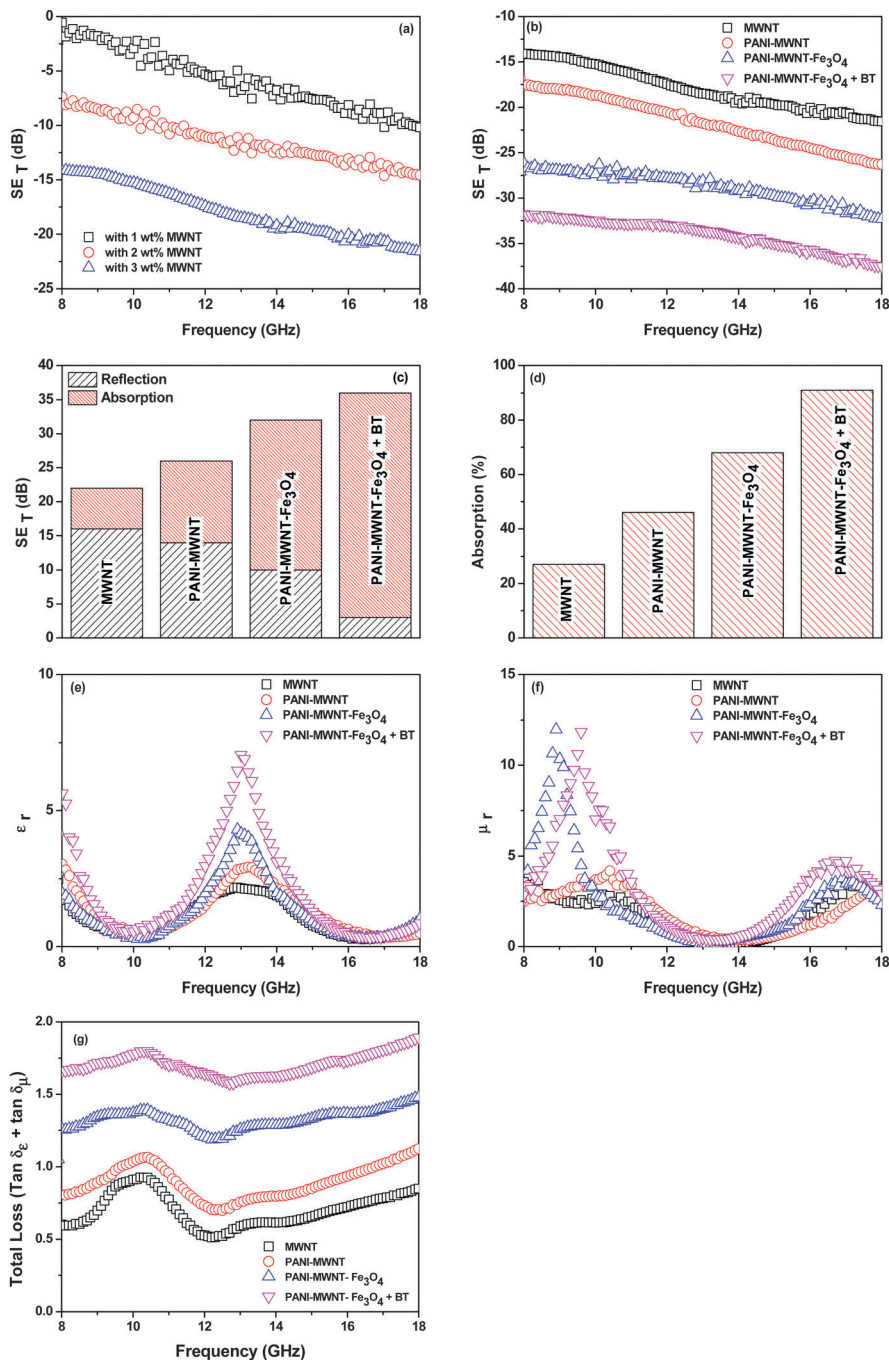 (a)
SE T (dB)
0
-5
-10
-15
-20
-25
with 1 wt% MWNT
with 2 wt% MWNT
with 3 wt% MWNT
8 10 12 14 16 18
Frequency (GHz)
(b)
SE T (dB)
-10
-15
-20
-25
-30
-35
-40
MWNT
PANI-MWNT
PANI-MWNT-Fe3O4
PANI-MWNT-Fe3O4 + BT
8 10 12 14 16 18
Frequency (GHz)
(c)
SE T (dB)
40
35
30
25
20
15
10
5
0
Reflection
Absorption
MWNT
PANI-MWNT
PANI-MWNT-Fe3O4
PANI-MWNT-Fe3O4 + BT
(d)
Absorption (%)
100
80
60
40
20
0
MWNT
PANI-MWNT
PANI-MWNT-Fe3O4
PANI-MWNT-Fe3O4 + BT
(e)
ε r
10
5
0
MWNT
PANI-MWNT
PANI-MWNT-Fe3O4
PANI-MWNT-Fe3O4 + BT
8 10 12 14 16 18
Frequency (GHz)
(f)
μ r
15
10
5
0
MWNT
PANI-MWNT
PANI-MWNT-Fe3O4
PANI-MWNT-Fe3O4 + BT
8 10 12 14 16 18
Frequency (GHz)
(g)
Total Loss (Tan δε + tan δμ)
2.0
1.5
1.0
0.5
0.0
MWNT
PANI-MWNT
PANI-MWNT- Fe3O4
PANI-MWNT- Fe3O4 + BT
8 10 12 14 16 18
Frequency (GHz)